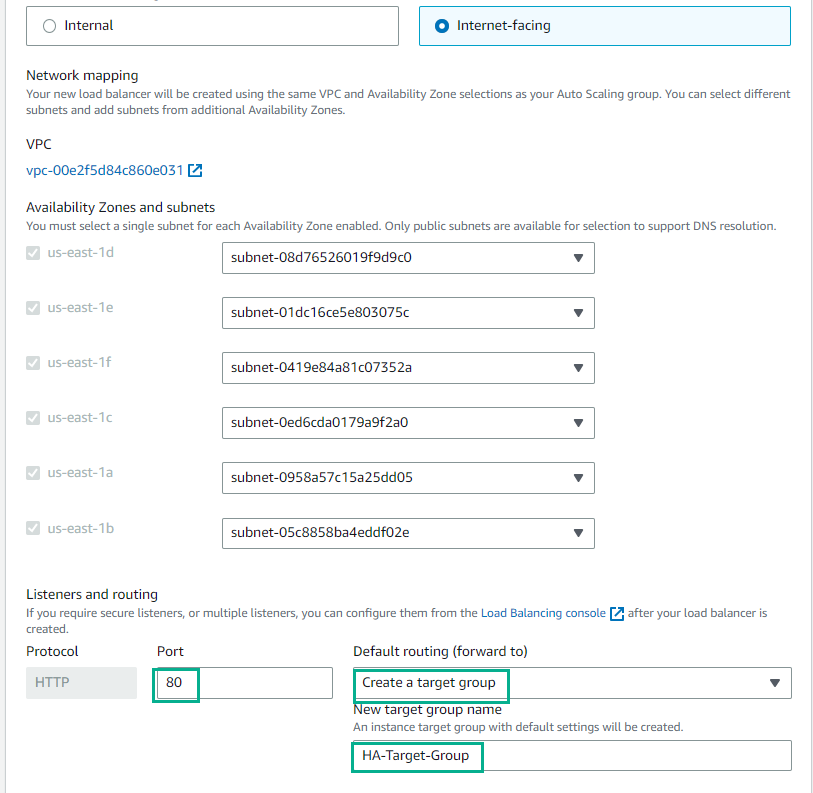 Internal
Internet-facing
Network mapping
Your new load balancer will be created using the same VPC and Availability Zone selections as your Auto Scaling group. You can select different
subnets and add subnets from additional Availability Zones.
VPC
vpc-00e2f5d84c860e031
Availability Zones and subnets
You must select a single subnet for each Availability Zone enabled. Only public subnets are available for selection to support DNS resolution.
us-east-1d
subnet-08d76526019f9d9c0
us-east-1e
subnet-01dc16ce5e803075c
us-east-1f
subnet-0419e84a81c07352a
us-east-1c
subnet-0ed6cda0179a9f2a0
us-east-1a
subnet-0958a57c15a25dd05
us-east-1b
subnet-05c8858ba4eddf02e
Listeners and routing
If you require secure listeners, or multiple listeners, you can configure them from the Load Balancing console after your load balancer is
created.
Protocol
Port
Default routing (forward to)
HTTP
80
Create a target group
New target group name
An instance target group with default settings will be created.
HA-Target-Group